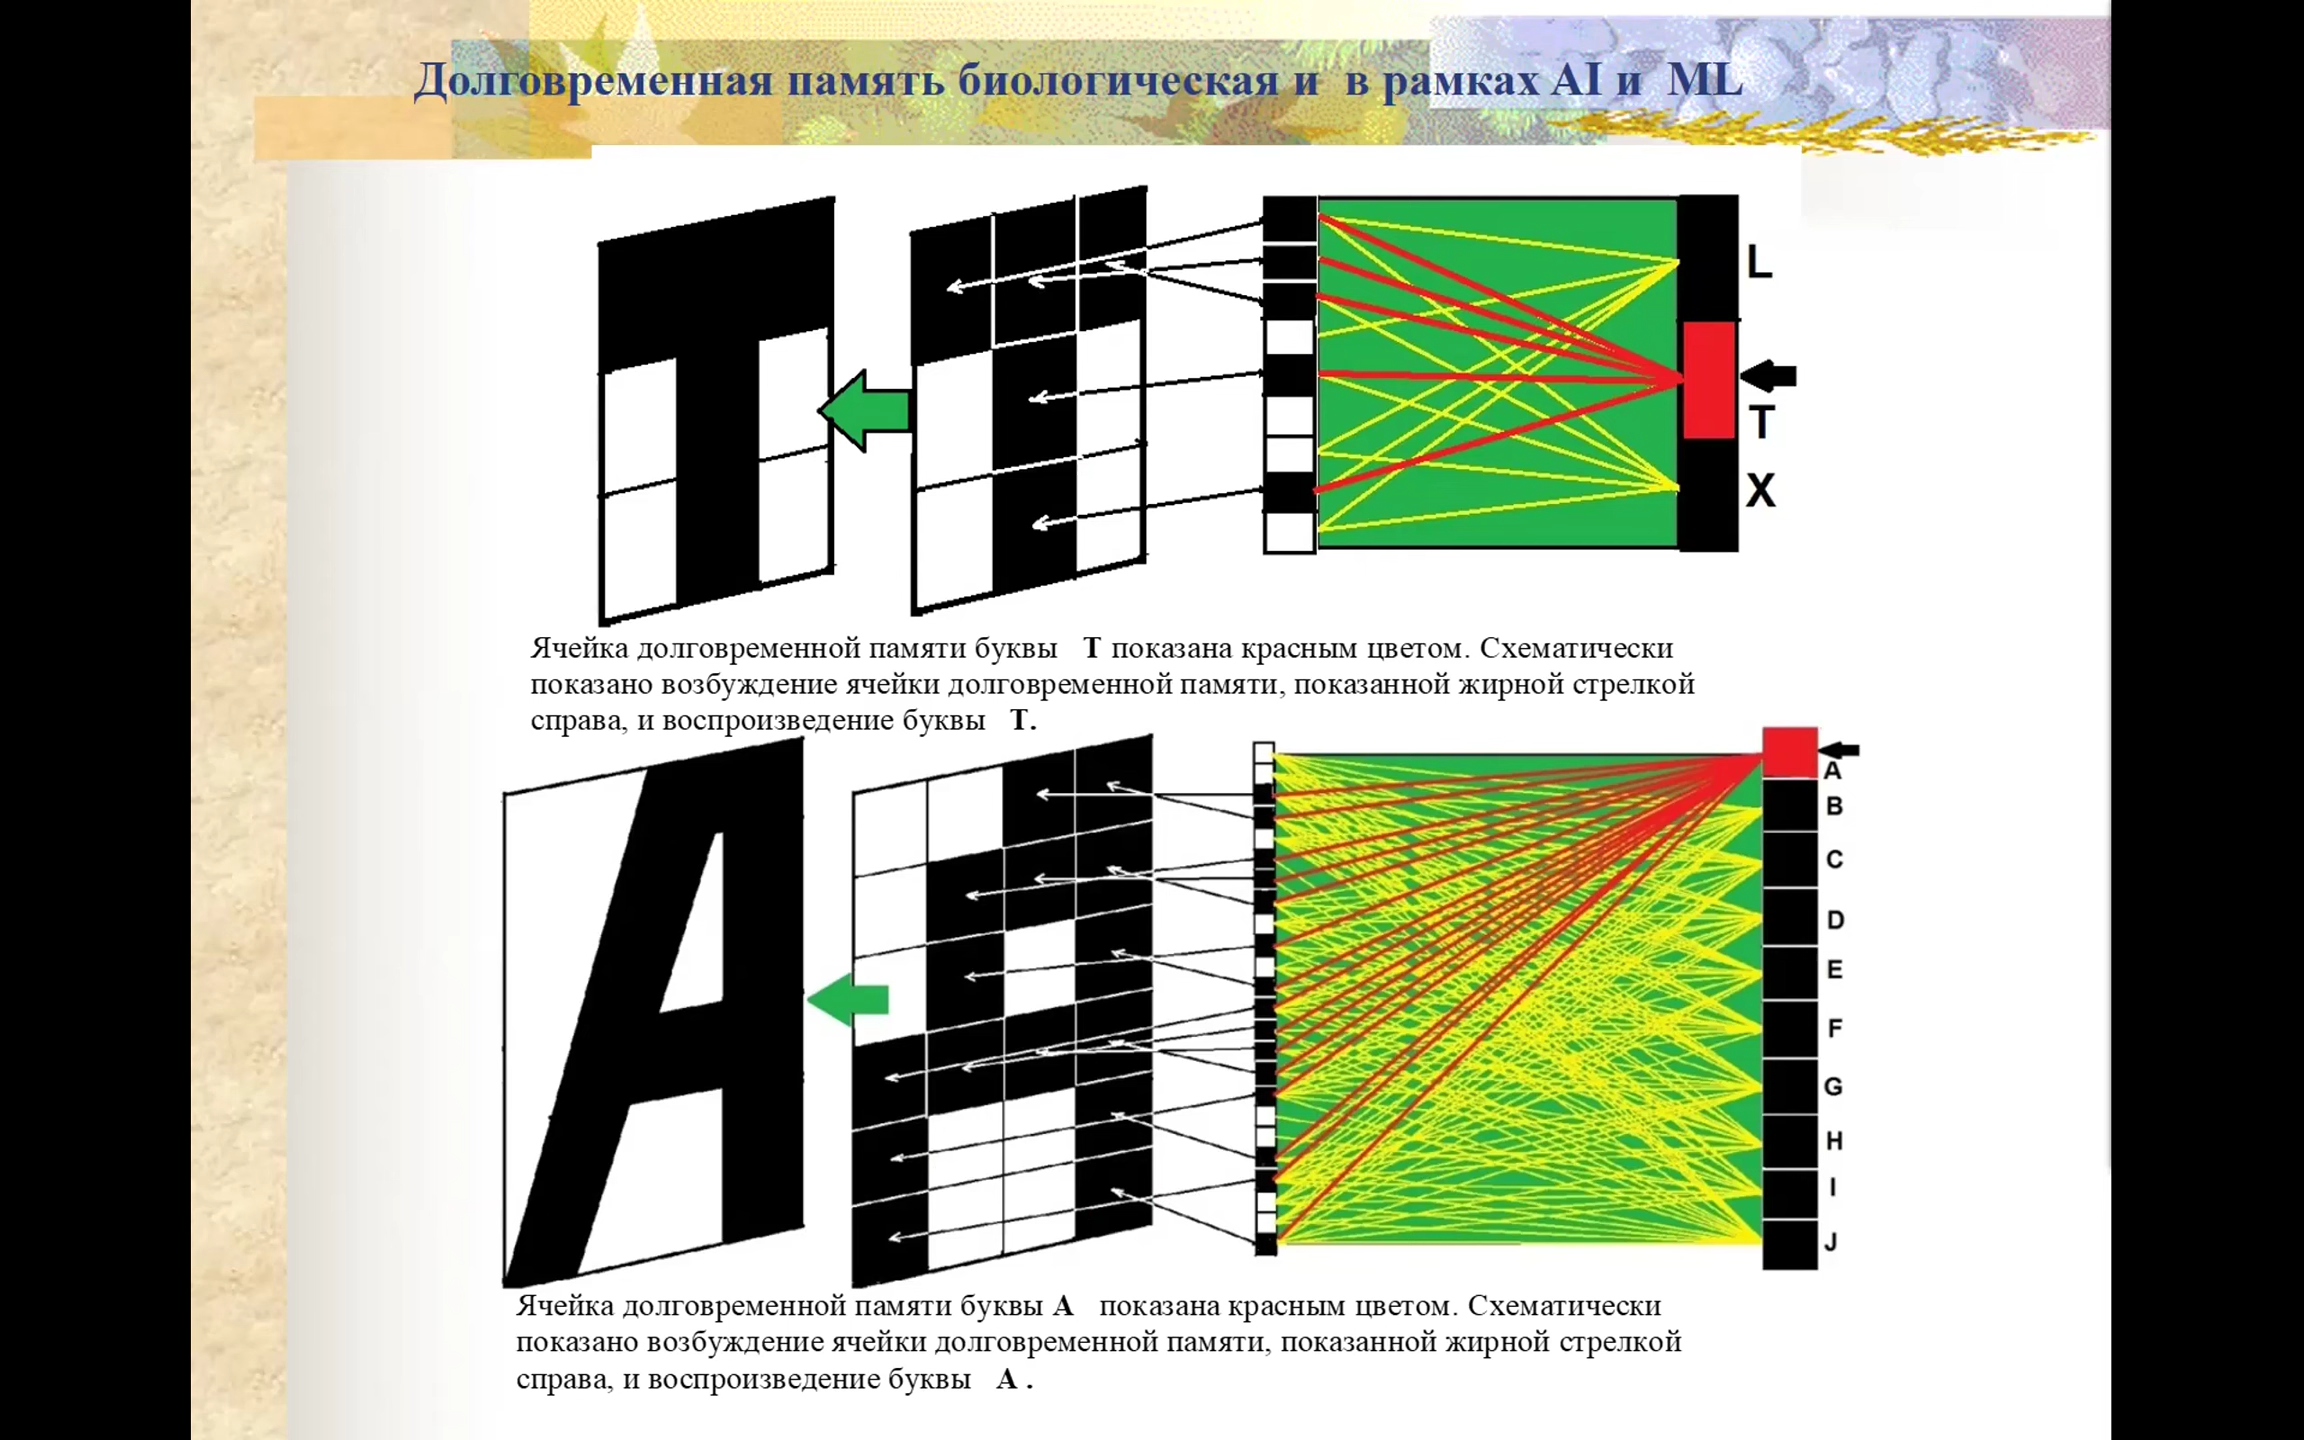 Долговременная память биологическая и в рамках AI и ML
L
T
X
Ячейка долговременной памяти буквы Т показана красным цветом. Схематически
показано возбуждение ячейки долговременной памяти, показанной жирной стрелкой
справа, и воспроизведение буквы Т.
A
B
C
D
E
F
G
H
I
J
Ячейка долговременной памяти буквы А показана красным цветом. Схематически
показано возбуждение ячейки долговременной памяти, показанной жирной стрелкой
справа, и воспроизведение буквы А .